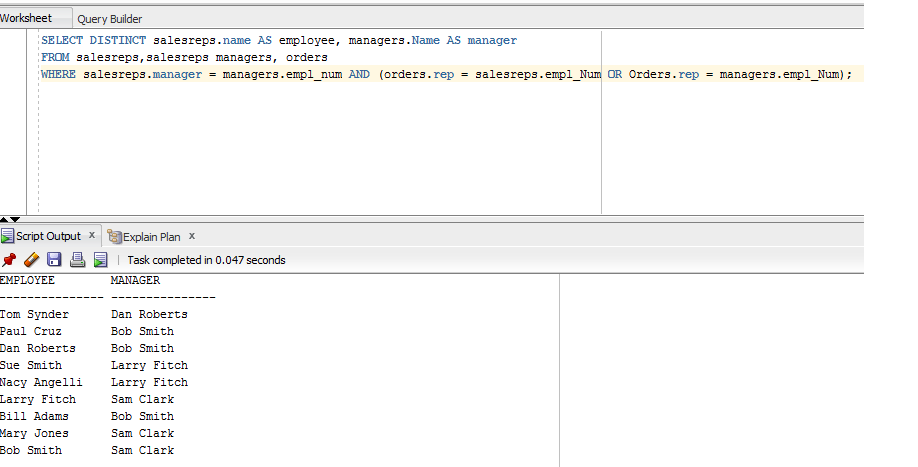 Worksheet Query Builder
SELECT DISTINCT salesreps.name AS employee, managers.Name AS manager
FROM salesreps,salesreps managers, orders
WHERE salesreps.manager = managers.empl_num AND (orders.rep = salesreps.empl_Num OR Orders.rep = managers.empl_Num);
Script Output x Explain Plan x
Task completed in 0.047 seconds
EMPLOYEE MANAGER
--------------- ---------------
Tom Synder Dan Roberts
Paul Cruz Bob Smith
Dan Roberts Bob Smith
Sue Smith Larry Fitch
Nacy Angelli Larry Fitch
Larry Fitch Sam Clark
Bill Adams Bob Smith
Mary Jones Sam Clark
Bob Smith Sam Clark